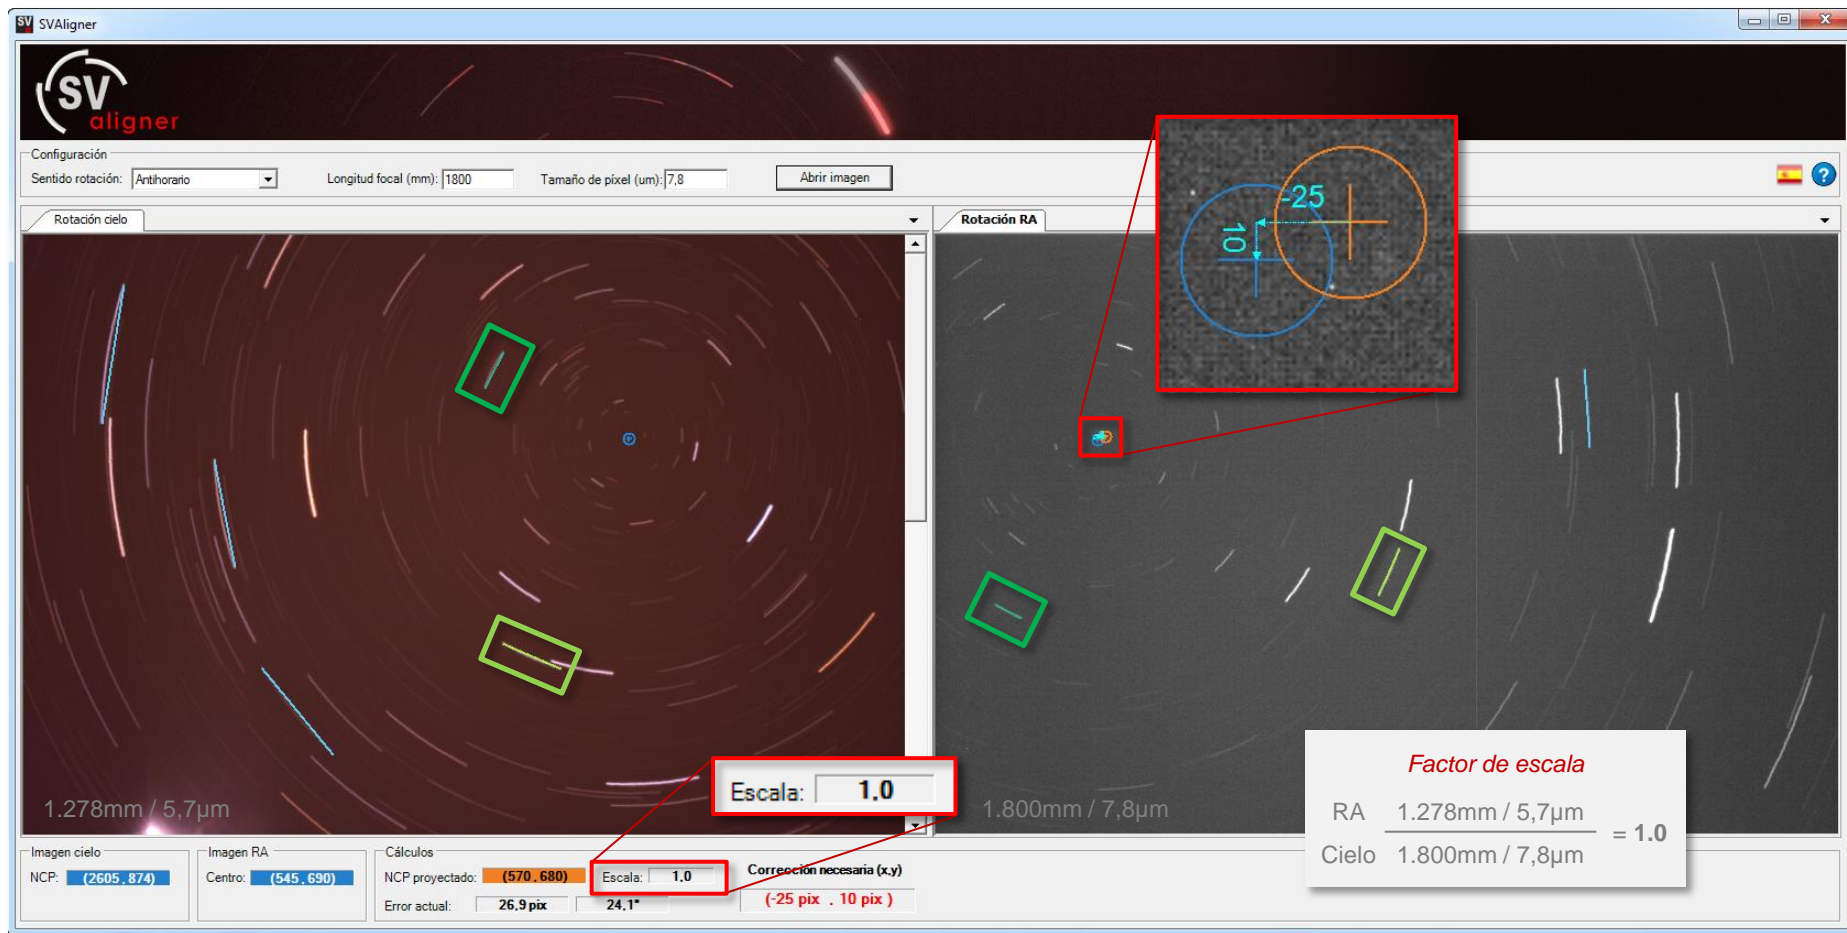 SV SVAligner
SV
aligner
Configuración
Sentido rotación: Antihorario
Longitud focal (mm): 1800
Tamaño de píxel (um): 7,8
Abrir imagen
?
Rotación cielo
1.278mm / 5,7µm
Rotación RA
-25
10
1.800mm / 7,8µm
Escala: 1.0
Factor de escala
RA 1.278mm / 5,7µm
= 1.0
Cielo 1.800mm / 7,8µm
Imagen cielo
NCP: (2605 , 874)
Imagen RA
Centro: (545 , 690)
Cálculos
NCP proyectado: (570 , 680) Escala: 1.0
Error actual: 26,9 pix 24,1"
Corrección necesaria (x,y)
(-25 pix , 10 pix )